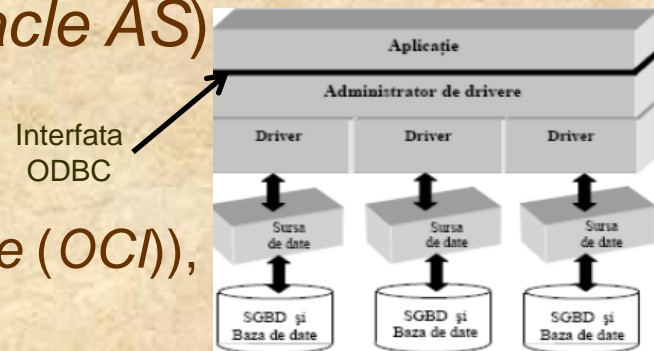 acle AS)
Aplicație
Administrator de drivere
Interfata
ODBC
Driver Driver Driver
Sursa
de date
Sursa
de date
Sursa
de date
e (OCI)),
SGBD și
Baza de date
SGBD și
Baza de date
SGBD și
Baza de date